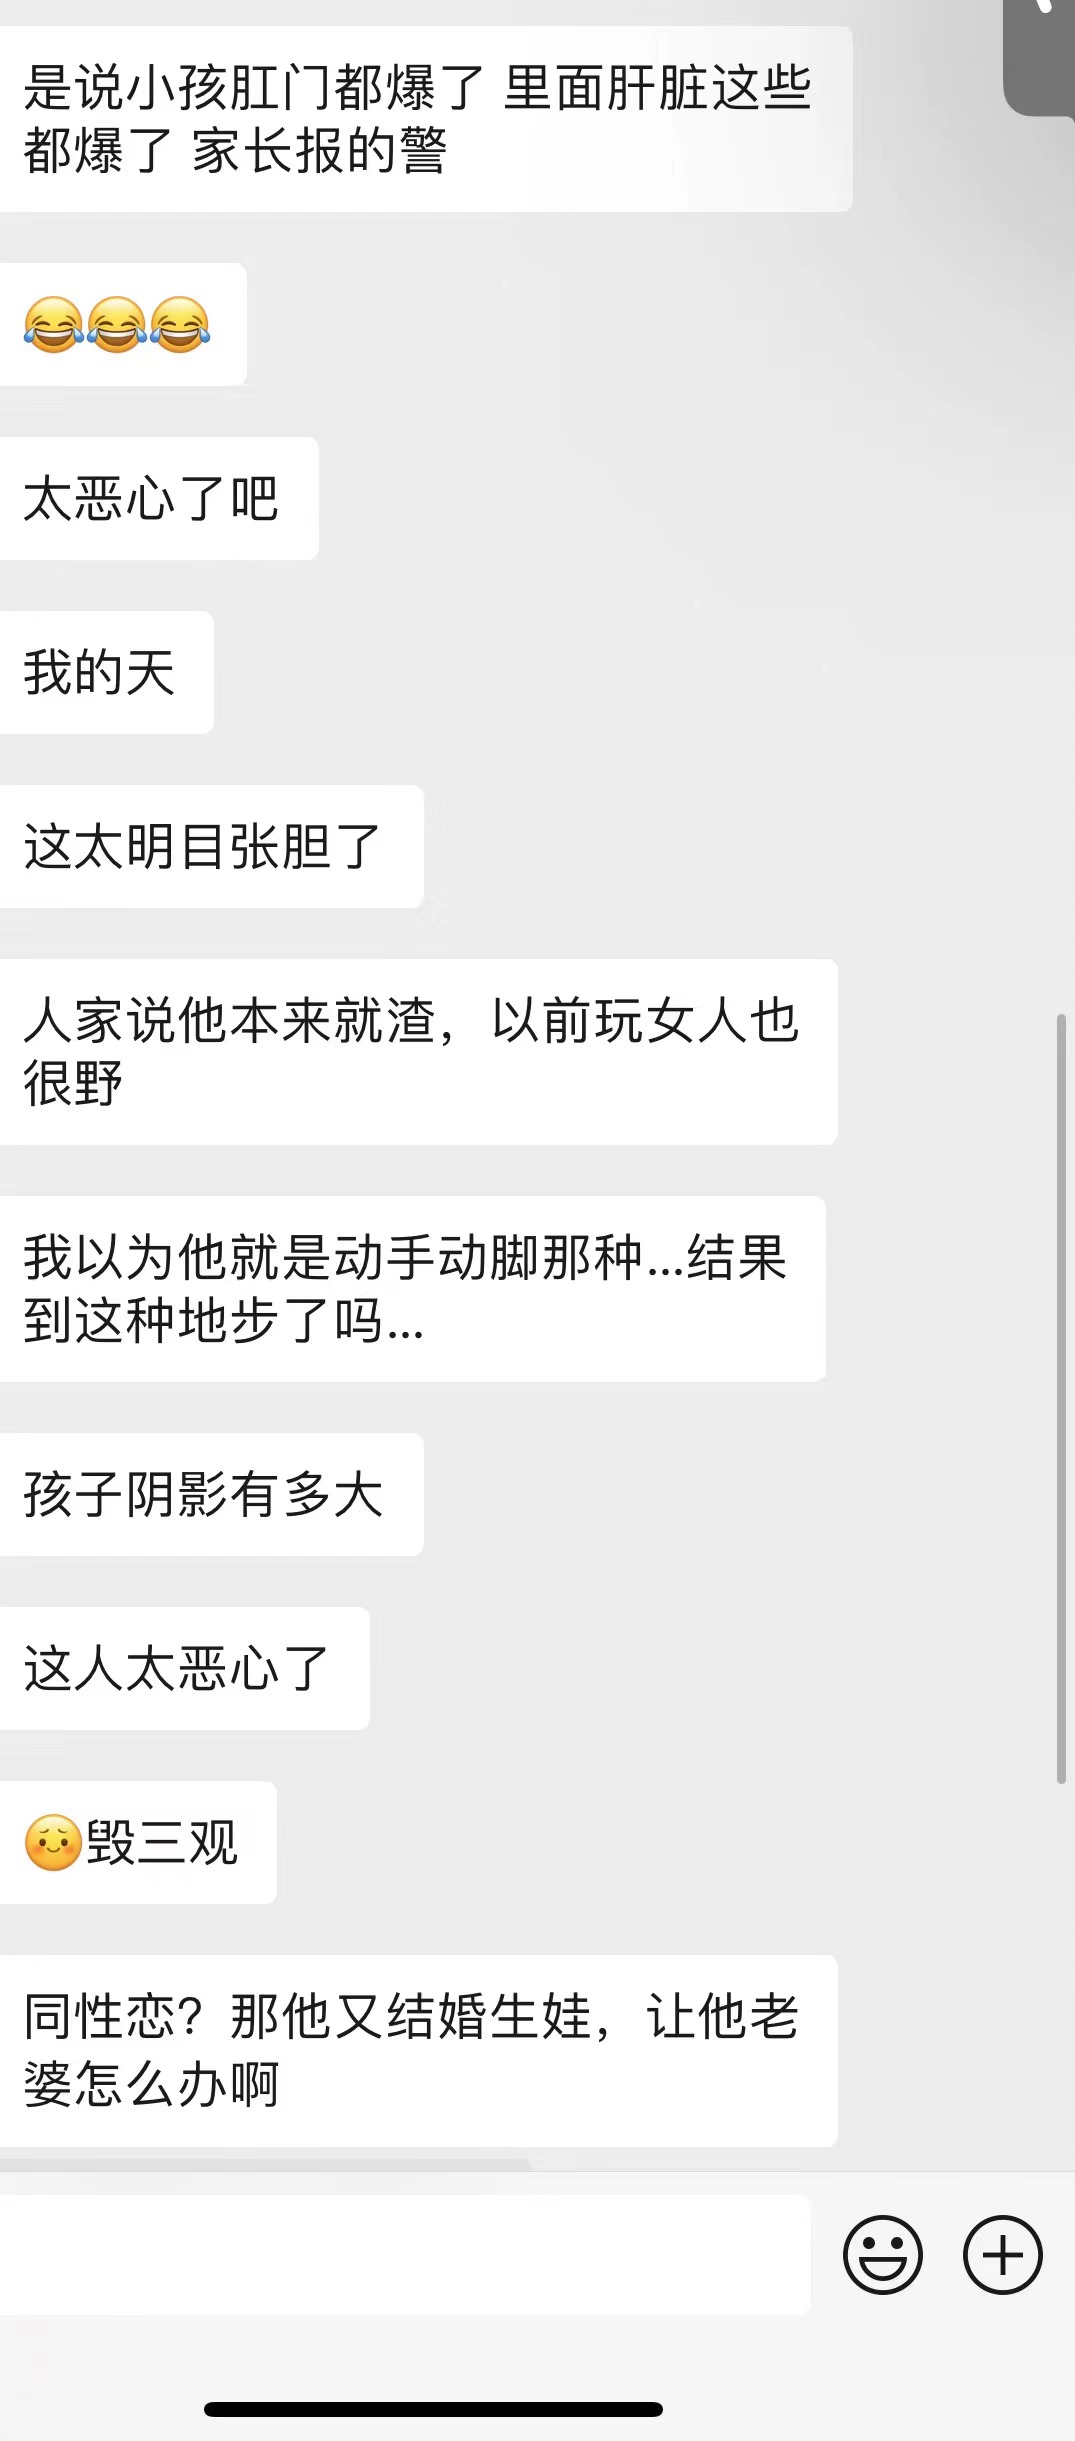 是说小孩肛门都爆了 里面肝脏这些
都爆了 家长报的警
😂😂😂
太恶心了吧
我的天
这太明目张胆了
人家说他本来就渣，以前玩女人也
很野
我以为他就是动手动脚那种...结果
到这种地步了吗...
孩子阴影有多大
这人太恶心了
☺️毁三观
同性恋？那他又结婚生娃，让他老
婆怎么办啊